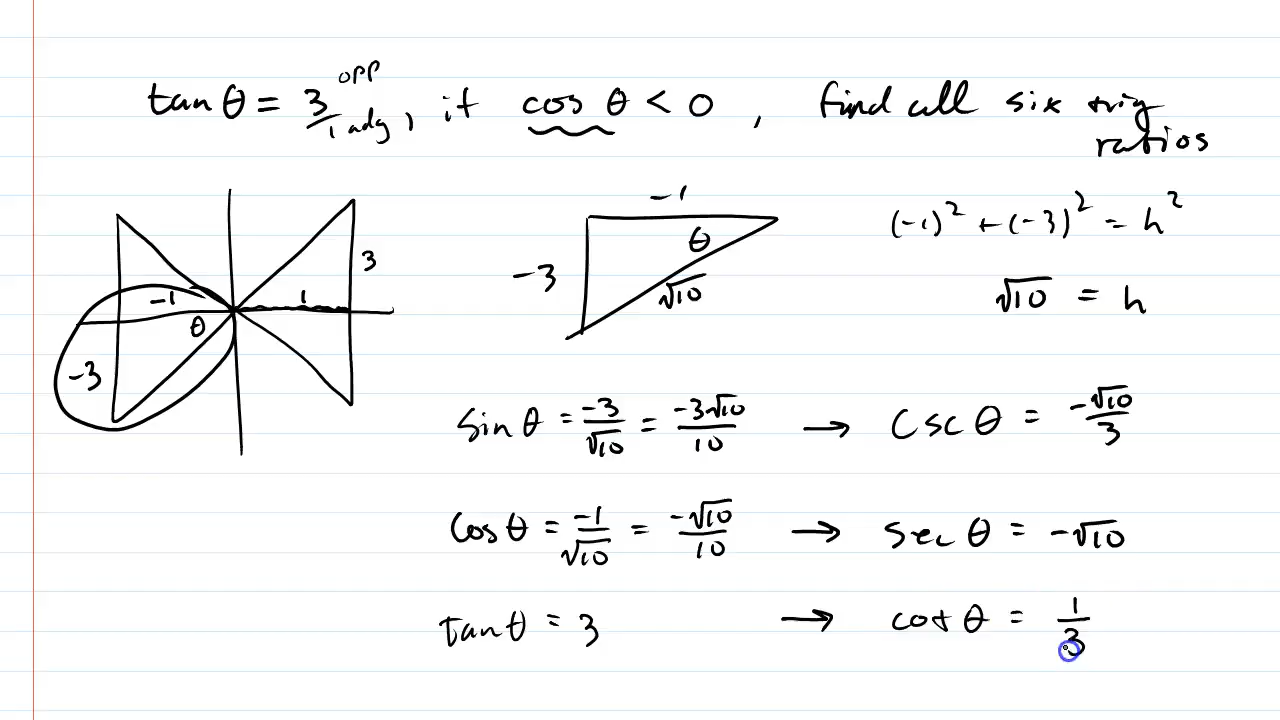 tan θ = 3/1 opp adj, if cos θ < 0, find all six trig
ratios
3
-1
1
θ
-3
-1
θ
-3
√10
(-1)² + (-3)² = h²
√10 = h
sin θ = -3/√10 = -3√10/10 → csc θ = -√10/3
cos θ = -1/√10 = -√10/10 → sec θ = -√10
tan θ = 3 → cot θ = 1/3